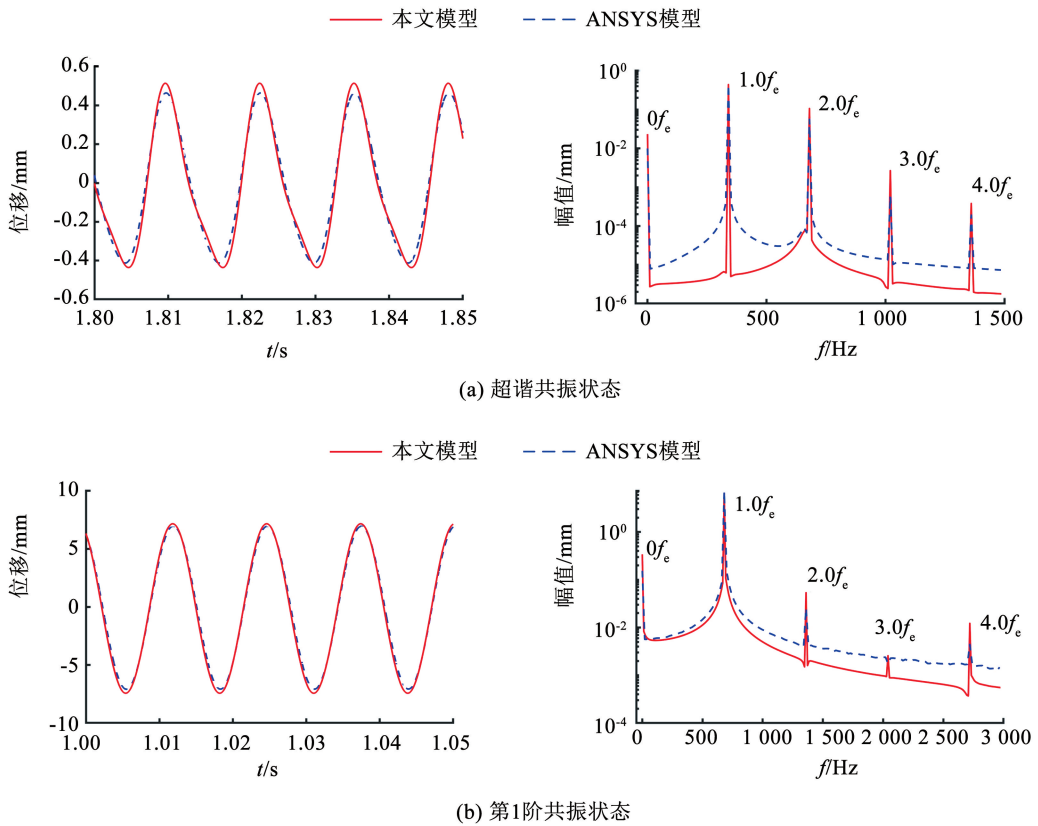 本文模型 ANSYS模型
0.6
0.4
0.2
0
-0.2
-0.4
-0.6
位移/mm
1.80 1.81 1.82 1.83 1.84 1.85
t/s
10⁰
10⁻²
10⁻⁴
10⁻⁶
幅值/mm
0fₑ
1.0fₑ
2.0fₑ
3.0fₑ
4.0fₑ
0 500 1 000 1 500
f/Hz
(a) 超谐共振状态
本文模型 ANSYS模型
10
5
0
-5
-10
位移/mm
1.00 1.01 1.02 1.03 1.04 1.05
t/s
10⁰
10⁻²
10⁻⁴
幅值/mm
0fₑ
1.0fₑ
2.0fₑ
3.0fₑ
4.0fₑ
0 500 1 000 1 500 2 000 2 500 3 000
f/Hz
(b) 第1阶共振状态